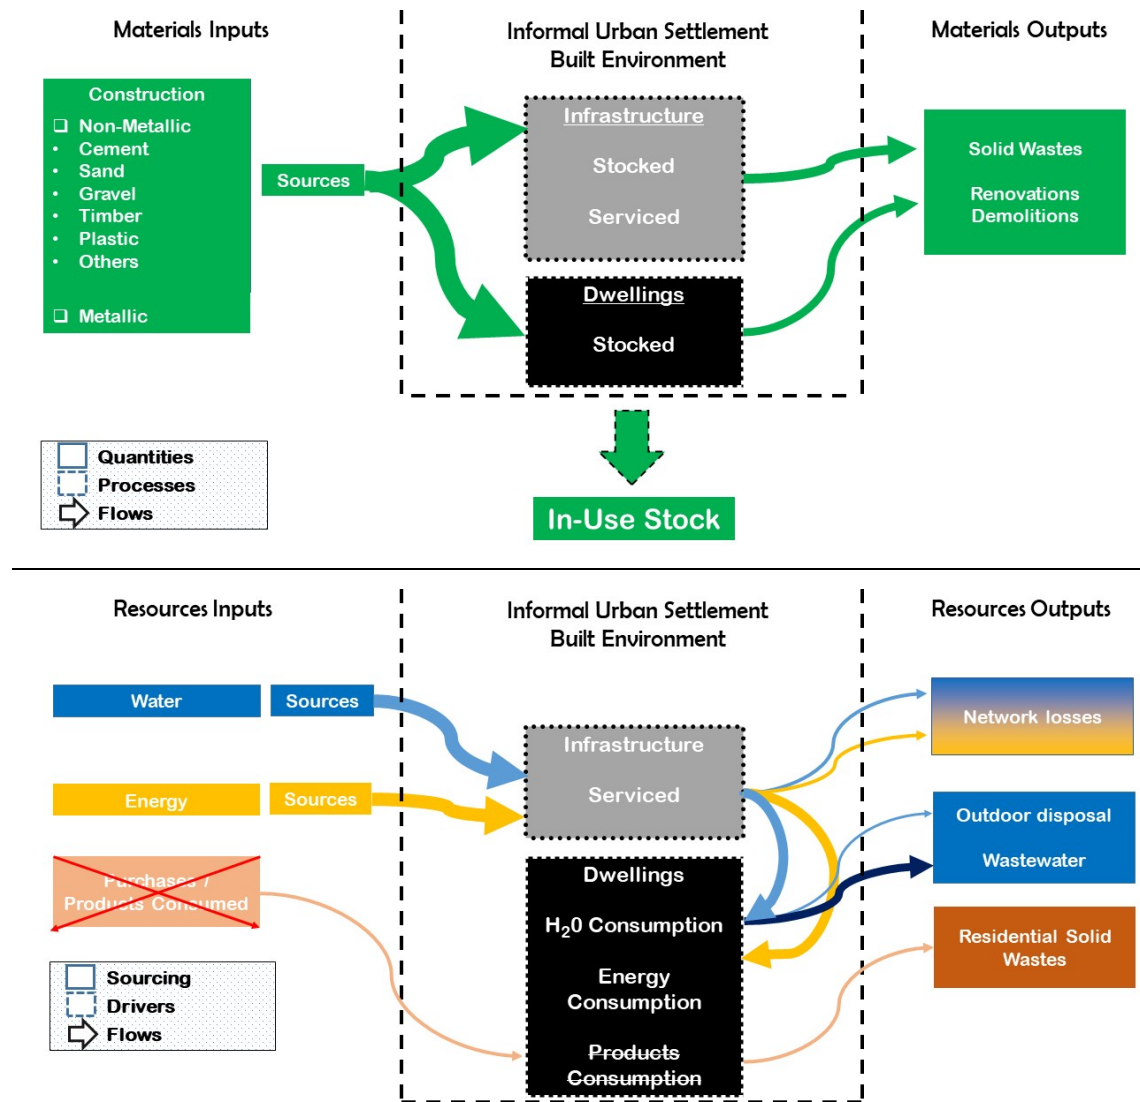 Materials Inputs
Informal Urban Settlement
Built Environment
Materials Outputs
Construction
❑ Non-Metallic
• Cement
• Sand
• Gravel
• Timber
• Plastic
• Others
❑ Metallic
Sources
Infrastructure
Stocked
Serviced
Dwellings
Stocked
Solid Wastes
Renovations
Demolitions
Quantities
Processes
Flows
In-Use Stock
Resources Inputs
Informal Urban Settlement
Built Environment
Resources Outputs
Water
Sources
Energy
Sources
Purchases /
Products Consumed
Infrastructure
Serviced
Dwellings
H20 Consumption
Energy
Consumption
Products
Consumption
Network losses
Outdoor disposal
Wastewater
Residential Solid
Wastes
Sourcing
Drivers
Flows